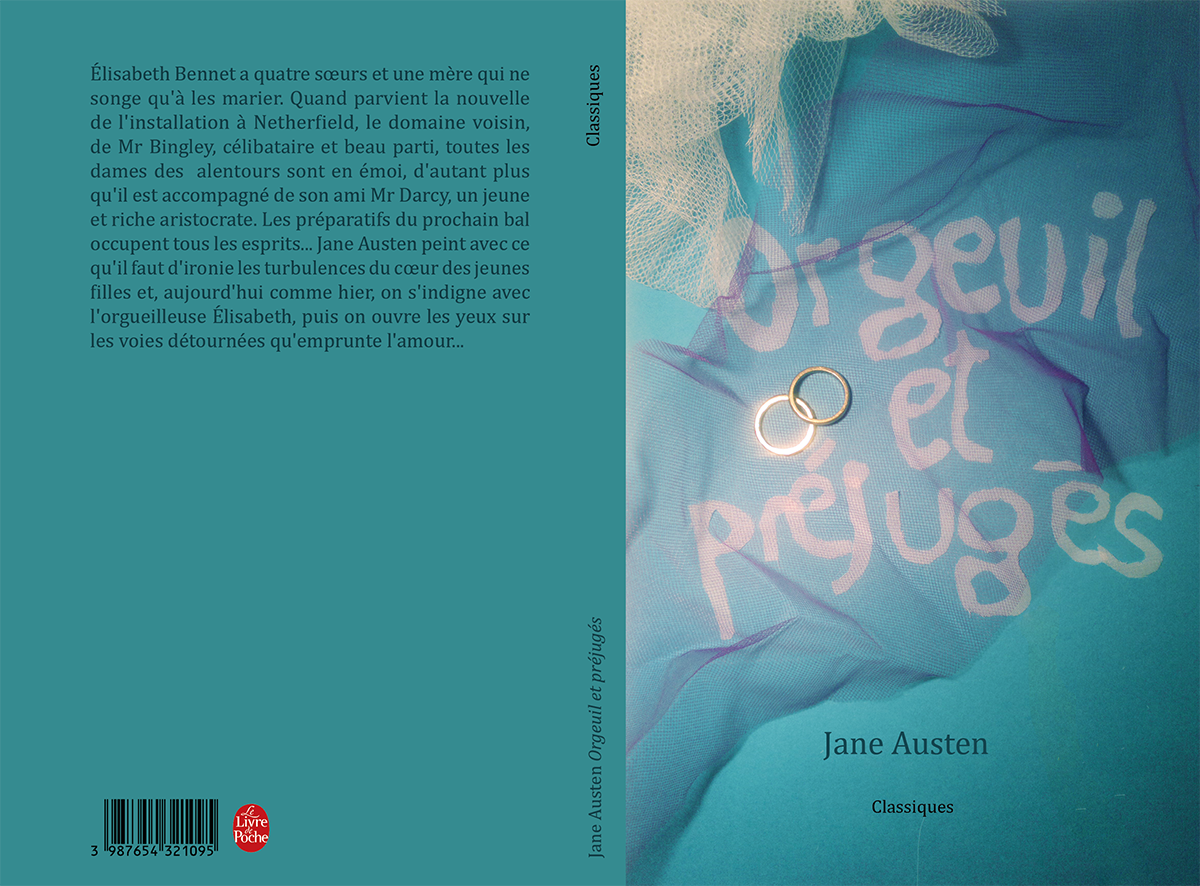 Élisabeth Bennet a quatre sœurs et une mère qui ne
songe qu'à les marier. Quand parvient la nouvelle
de l'installation à Netherfield, le domaine voisin,
de Mr Bingley, célibataire et beau parti, toutes les
dames des  alentours sont en émoi, d'autant plus
qu'il est accompagné de son ami Mr Darcy, un jeune
et riche aristocrate. Les préparatifs du prochain bal
occupent tous les esprits... Jane Austen peint avec ce
qu'il faut d'ironie les turbulences du cœur des jeunes
filles et, aujourd'hui comme hier, on s'indigne avec
l'orgueilleuse Élisabeth, puis on ouvre les yeux sur
les voies détournées qu'emprunte l'amour...
3 987654 321095
Le
Livre
de
Poche
Classiques
Jane Austen Orgeuil et préjugés
Orgeuil
et
préjugés
Jane Austen
Classiques